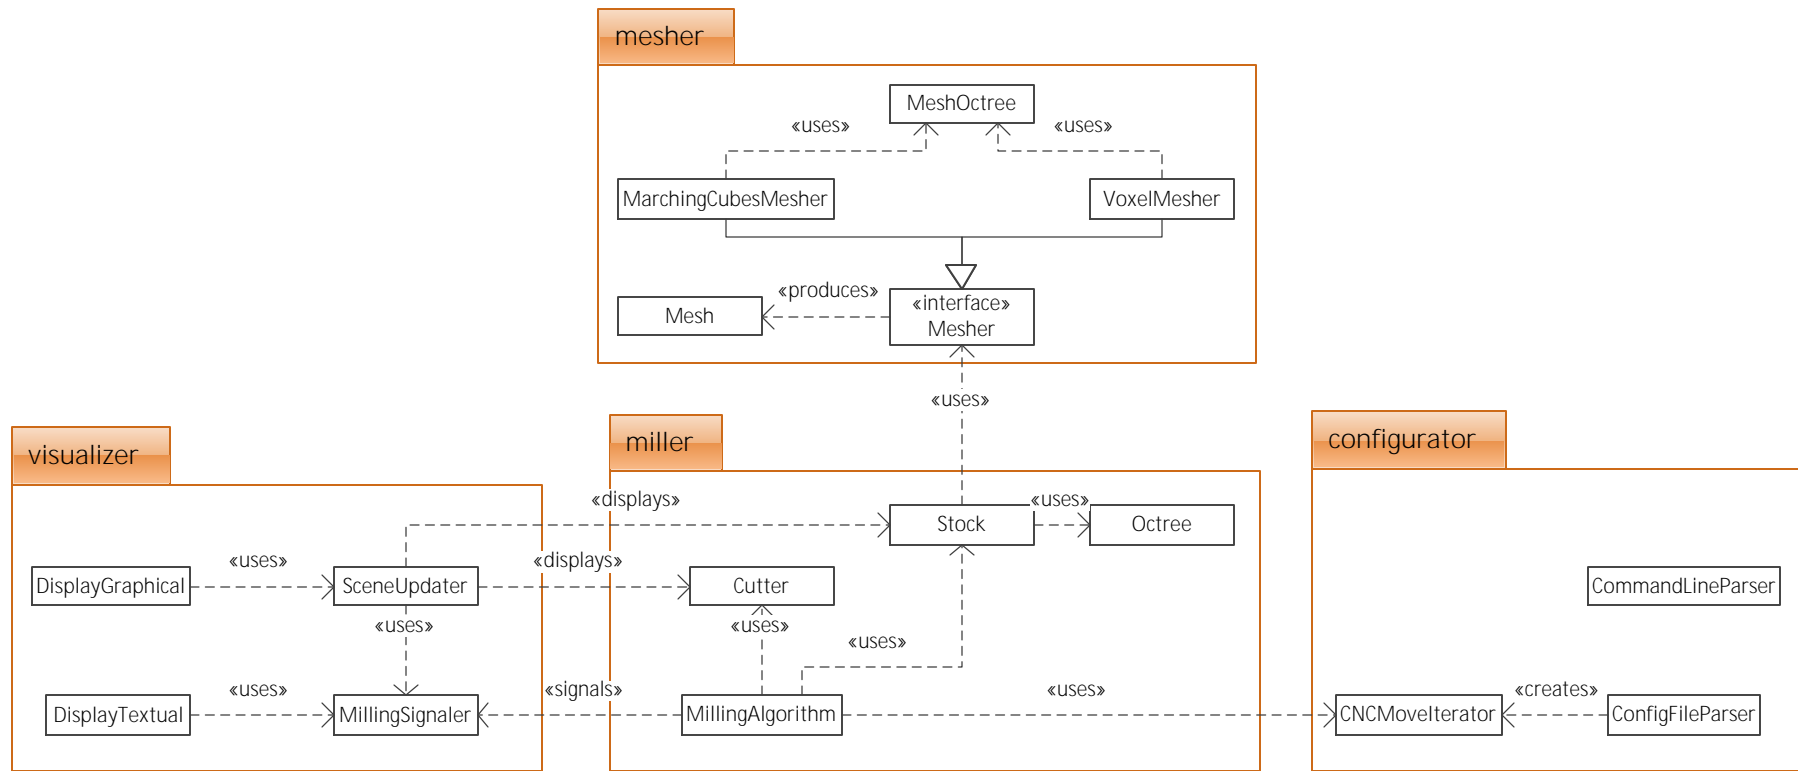 mesher
MeshOctree
«uses»
«uses»
MarchingCubesMesher
VoxelMesher
«produces»
«interface»
Mesher
Mesh
«uses»
visualizer
miller
configurator
«displays»
Stock
«uses»
Octree
«uses»
«displays»
DisplayGraphical
SceneUpdater
Cutter
CommandLineParser
«uses»
«uses»
«uses»
«uses»
«signals»
«uses»
«creates»
DisplayTextual
MillingSignaler
MillingAlgorithm
CNCMoveIterator
ConfigFileParser